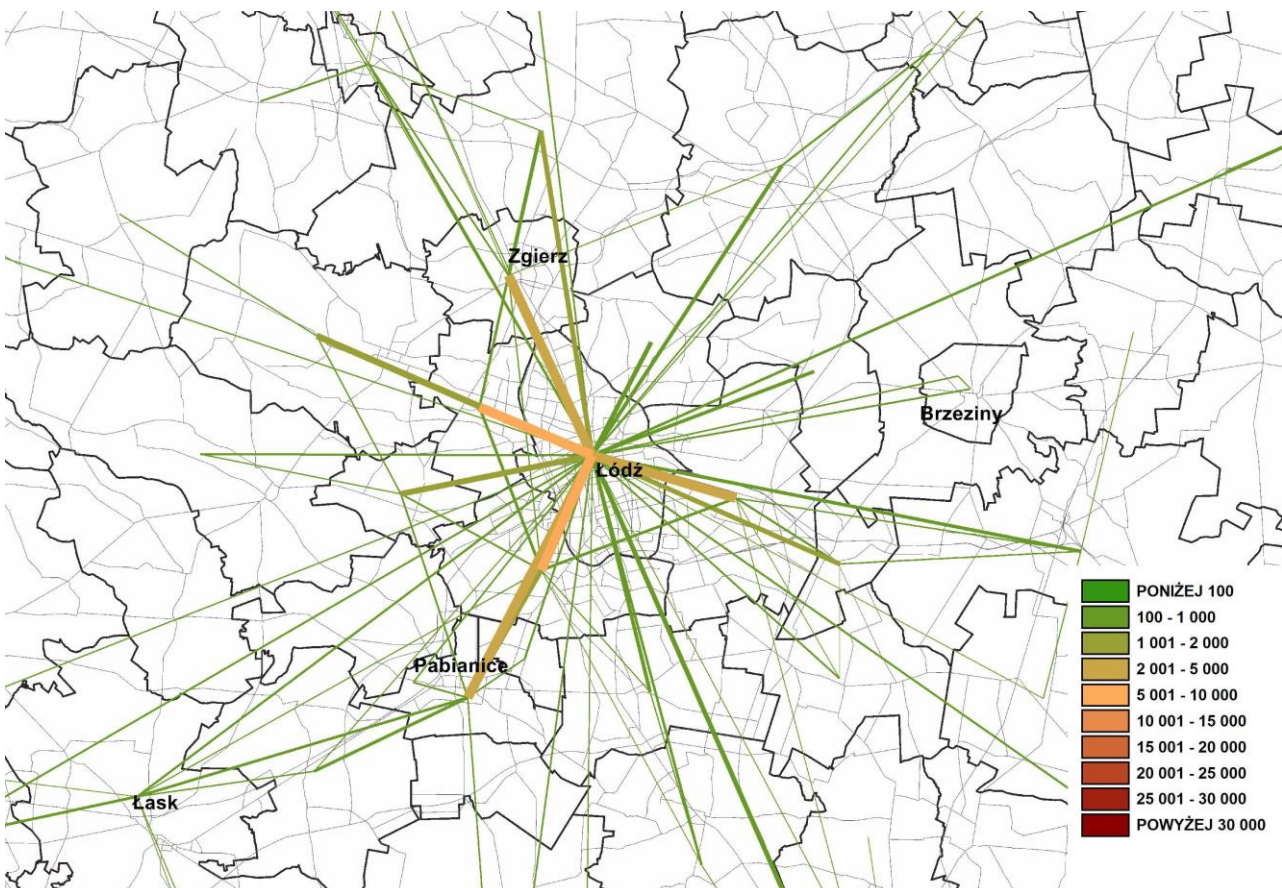 Zgierz
Brzeziny
Łódź
Pabianice
Łask
PONIŻEJ 100
100 - 1 000
1 001 - 2 000
2 001 - 5 000
5 001 - 10 000
10 001 - 15 000
15 001 - 20 000
20 001 - 25 000
25 001 - 30 000
POWYŻEJ 30 000